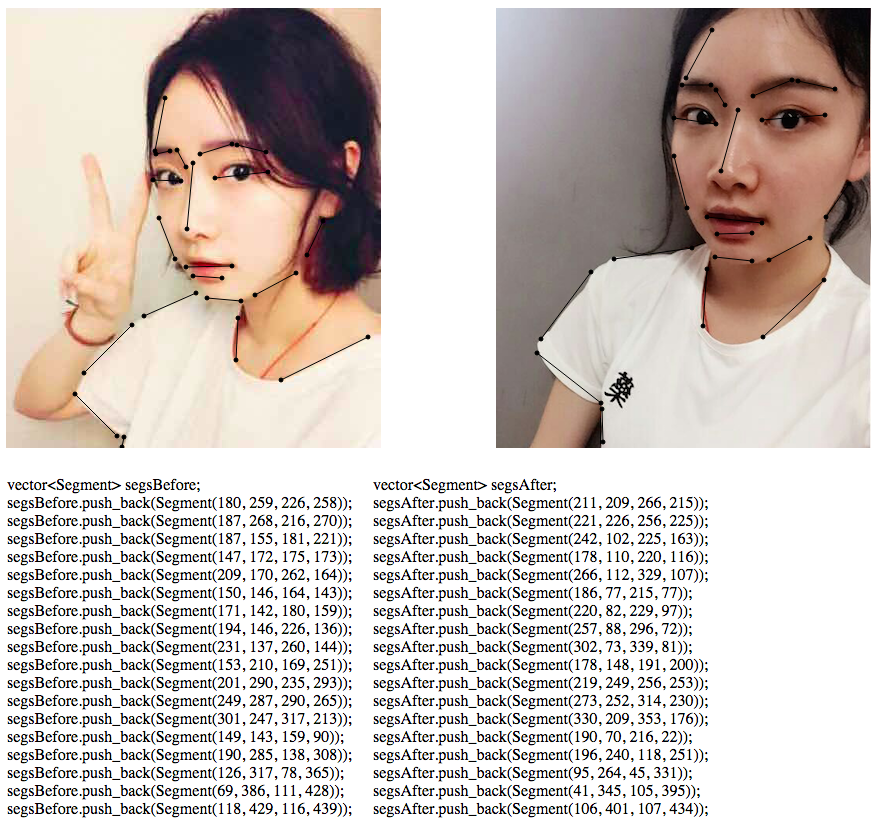 藥
vector<Segment> segsBefore;
segsBefore.push_back(Segment(180, 259, 226, 258));
segsBefore.push_back(Segment(187, 268, 216, 270));
segsBefore.push_back(Segment(187, 155, 181, 221));
segsBefore.push_back(Segment(147, 172, 175, 173));
segsBefore.push_back(Segment(209, 170, 262, 164));
segsBefore.push_back(Segment(150, 146, 164, 143));
segsBefore.push_back(Segment(171, 142, 180, 159));
segsBefore.push_back(Segment(194, 146, 226, 136));
segsBefore.push_back(Segment(231, 137, 260, 144));
segsBefore.push_back(Segment(153, 210, 169, 251));
segsBefore.push_back(Segment(201, 290, 235, 293));
segsBefore.push_back(Segment(249, 287, 290, 265));
segsBefore.push_back(Segment(301, 247, 317, 213));
segsBefore.push_back(Segment(149, 143, 159, 90));
segsBefore.push_back(Segment(190, 285, 138, 308));
segsBefore.push_back(Segment(126, 317, 78, 365));
segsBefore.push_back(Segment(69, 386, 111, 428));
segsBefore.push_back(Segment(118, 429, 116, 439));
vector<Segment> segsAfter;
segsAfter.push_back(Segment(211, 209, 266, 215));
segsAfter.push_back(Segment(221, 226, 256, 225));
segsAfter.push_back(Segment(242, 102, 225, 163));
segsAfter.push_back(Segment(178, 110, 220, 116));
segsAfter.push_back(Segment(266, 112, 329, 107));
segsAfter.push_back(Segment(186, 77, 215, 77));
segsAfter.push_back(Segment(220, 82, 229, 97));
segsAfter.push_back(Segment(257, 88, 296, 72));
segsAfter.push_back(Segment(302, 73, 339, 81));
segsAfter.push_back(Segment(178, 148, 191, 200));
segsAfter.push_back(Segment(219, 249, 256, 253));
segsAfter.push_back(Segment(273, 252, 314, 230));
segsAfter.push_back(Segment(330, 209, 353, 176));
segsAfter.push_back(Segment(190, 70, 216, 22));
segsAfter.push_back(Segment(196, 240, 118, 251));
segsAfter.push_back(Segment(95, 264, 45, 331));
segsAfter.push_back(Segment(41, 345, 105, 395));
segsAfter.push_back(Segment(106, 401, 107, 434));